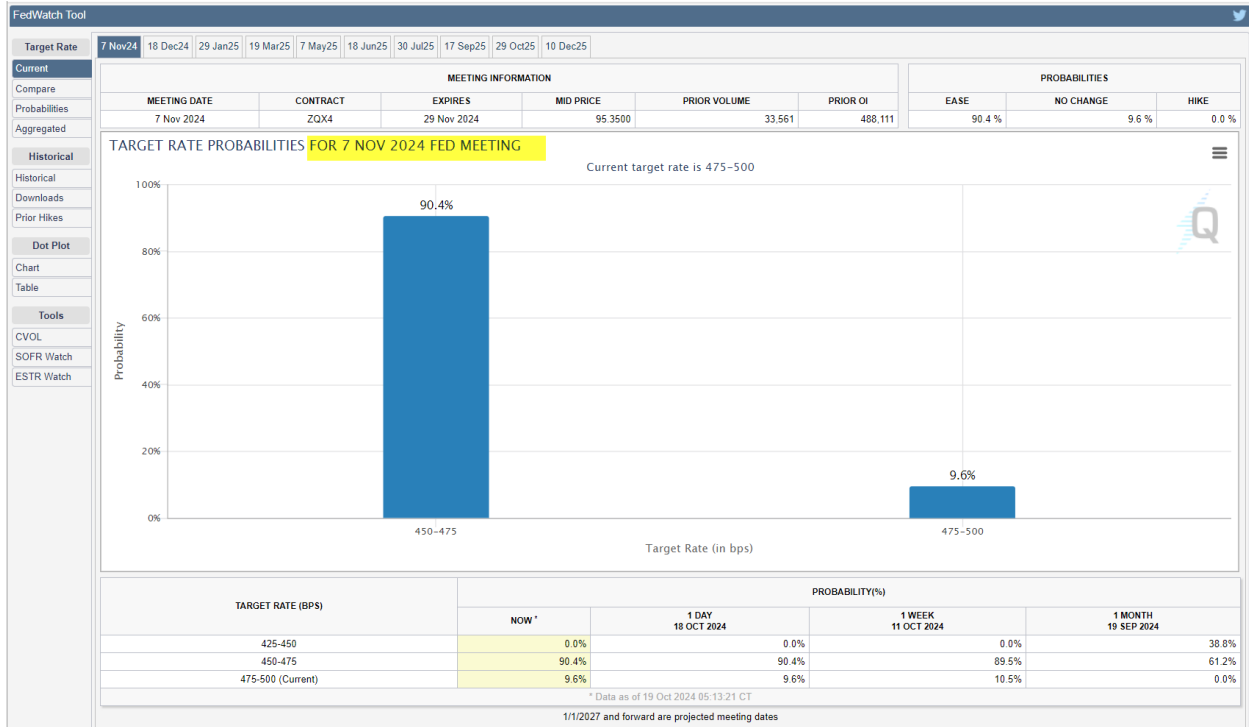 FedWatch Tool
Target Rate
Current
Compare
Probabilities
Aggregated
Historical
Historical
Downloads
Prior Hikes
Dot Plot
Chart
Table
Tools
CVOL
SOFR Watch
ESTR Watch
7 Nov24 18 Dec24 29 Jan25 19 Mar25 7 May25 18 Jun25 30 Jul25 17 Sep25 29 Oct25 10 Dec25
MEETING INFORMATION
MEETING DATE CONTRACT EXPIRES MID PRICE PRIOR VOLUME PRIOR OI
7 Nov 2024 ZQX4 29 Nov 2024 95.3500 33,561 488,111
PROBABILITIES
EASE NO CHANGE HIKE
90.4 % 9.6 % 0.0 %
TARGET RATE PROBABILITIES FOR 7 NOV 2024 FED MEETING
Current target rate is 475-500
Probability
100%
80%
60%
40%
20%
0%
90.4%
9.6%
Q
450-475 475-500
Target Rate (in bps)
TARGET RATE (BPS) PROBABILITY(%)
NOW * 1 DAY 1 WEEK 1 MONTH
18 OCT 2024 11 OCT 2024 19 SEP 2024
425-450 0.0% 0.0% 0.0% 38.8%
450-475 90.4% 90.4% 89.5% 61.2%
475-500 (Current) 9.6% 9.6% 10.5% 0.0%
* Data as of 19 Oct 2024 05:13:21 CT
1/1/2027 and forward are projected meeting dates